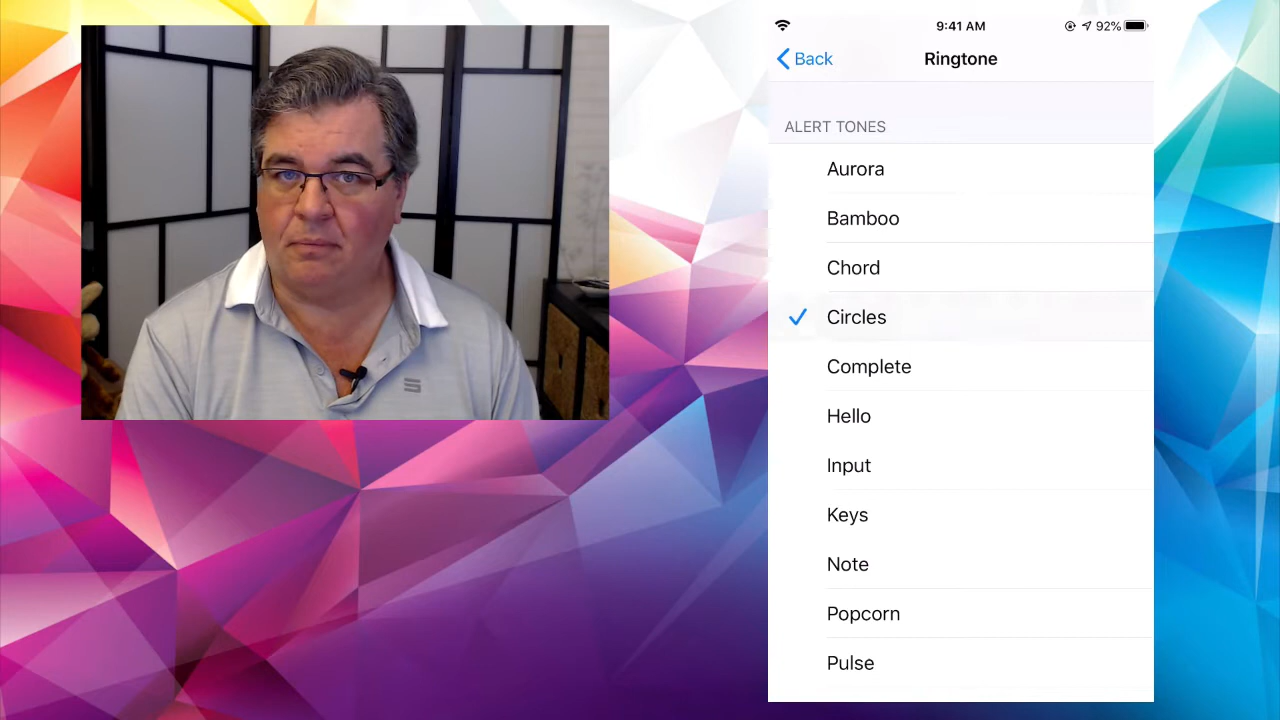 9:41 AM 92%
Back Ringtone
ALERT TONES
Aurora
Bamboo
Chord
Circles
Complete
Hello
Input
Keys
Note
Popcorn
Pulse